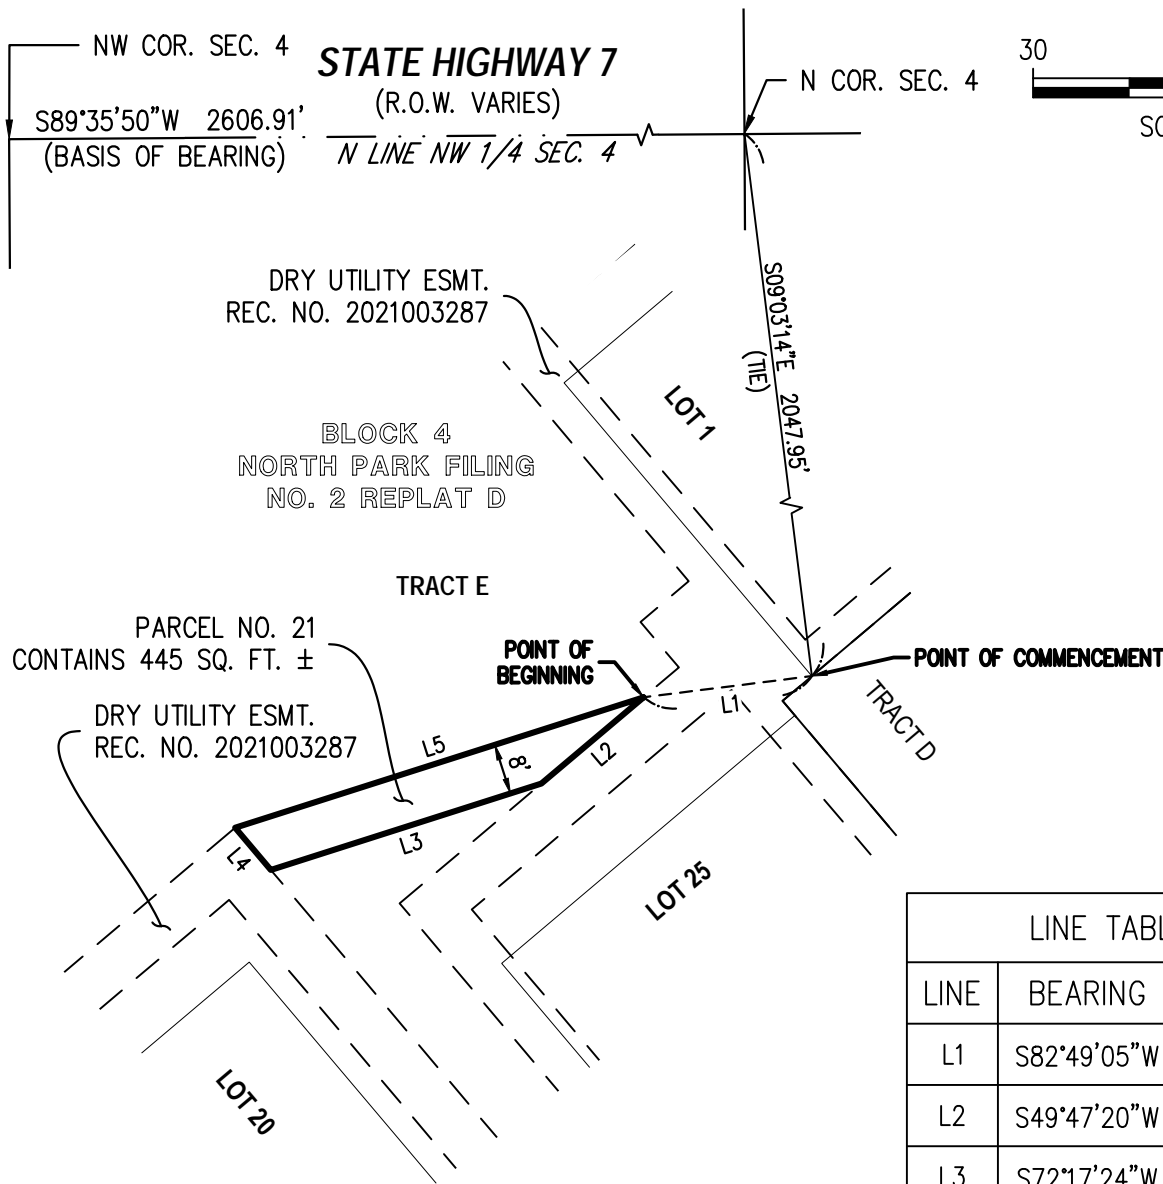 NW COR. SEC. 4
STATE HIGHWAY 7
(R.O.W. VARIES)
N COR. SEC. 4
30
S89°35'50"W 2606.91'
(BASIS OF BEARING)
N LINE NW 1/4 SEC. 4
DRY UTILITY ESMT.
REC. NO. 2021003287
S09°03'14"E 2047.95'
(TIE)
LOT 1
BLOCK 4
NORTH PARK FILING
NO. 2 REPLAT D
TRACT E
PARCEL NO. 21
CONTAINS 445 SQ. FT. ±
POINT OF
BEGINNING
POINT OF COMMENCEMENT
L1
TRACT D
DRY UTILITY ESMT.
REC. NO. 2021003287
L5
L2
8'
L3
L4
LOT 25
LOT 20
LINE TABL
LINE BEARING
L1 S82°49'05"W
L2 S49°47'20"W
L3 S72°17'24"W